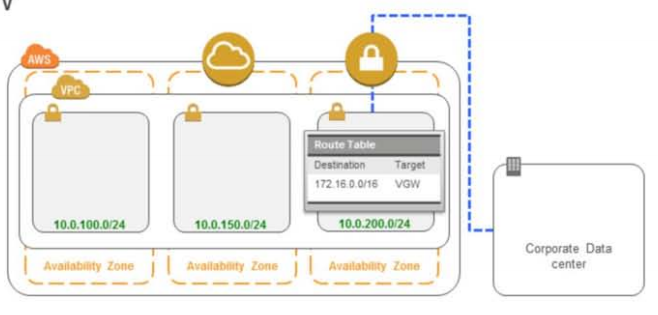 AWS
VPC
Route Table
Destination Target
172.16.0.0/16 VGW
10.0.100.0/24
10.0.150.0/24
10.0.200.0/24
Availability Zone
Availability Zone
Availability Zone
Corporate Data
center